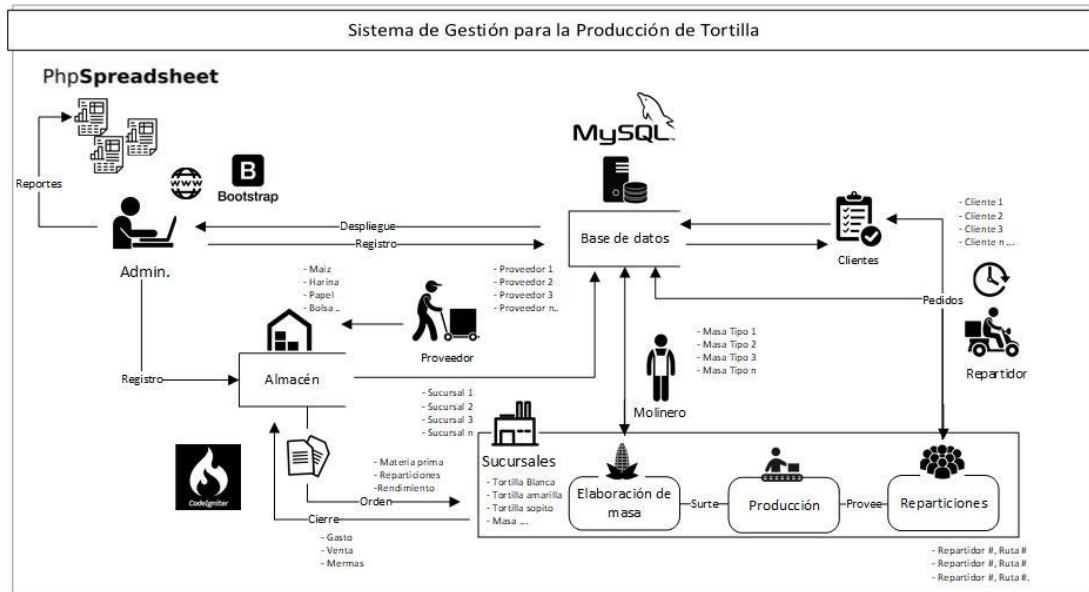 Sistema de Gestión para la Producción de Tortilla
PhpSpreadsheet
MySQL
Reportes
WWW
B
Bootstrap
- Cliente 1
- Cliente 2
- Cliente 3
- Cliente n ...
Despliegue
Registro
Base de datos
Clientes
Admin.
- Maiz
- Harina
- Papel
- Bolsa ..
- Proveedor 1
- Proveedor 2
- Proveedor 3
- Proveedor n..
Pedidos
Proveedor
- Masa Tipo 1
- Masa Tipo 2
- Masa Tipo 3
- Masa Tipo n
Repartidor
Registro
Almacén
- Sucursal 1
- Sucursal 2
- Sucursal 3
- Sucursal n
Molinero
CodeIgniter
- Materia prima
- Reparticiones
-Rendimiento
Orden
Cierre
- Gasto
- Venta
- Mermas
Sucursales
- Tortilla Blanca
- Tortilla amarilla
- Tortilla sopito
- Masa ...
Elaboración de
masa
Surte
Producción
Provee
Reparticiones
- Repartidor #, Ruta #
- Repartidor #, Ruta #
- Repartidor #, Ruta #.